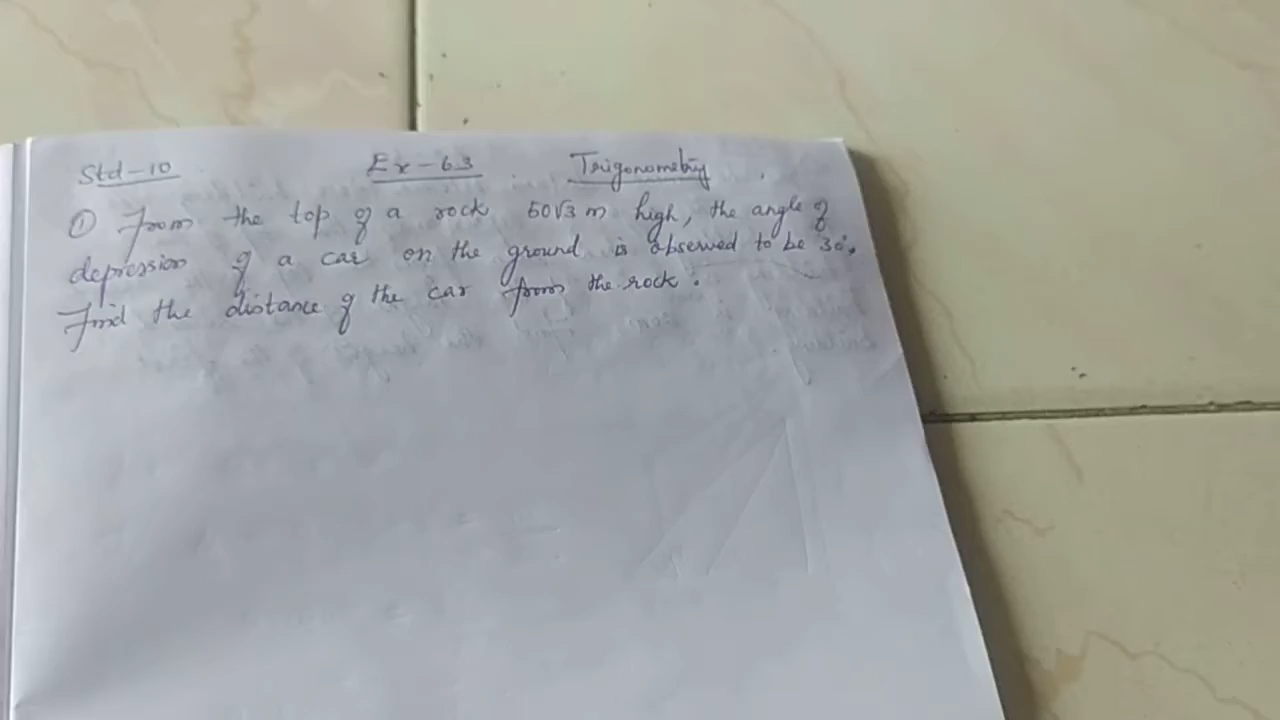 Std-10 Ex-6.3 Trigonometry
① From the top of a rock 50√3 m high, the angle of
depression of a car on the ground is observed to be 30°.
Find the distance of the car from the rock.